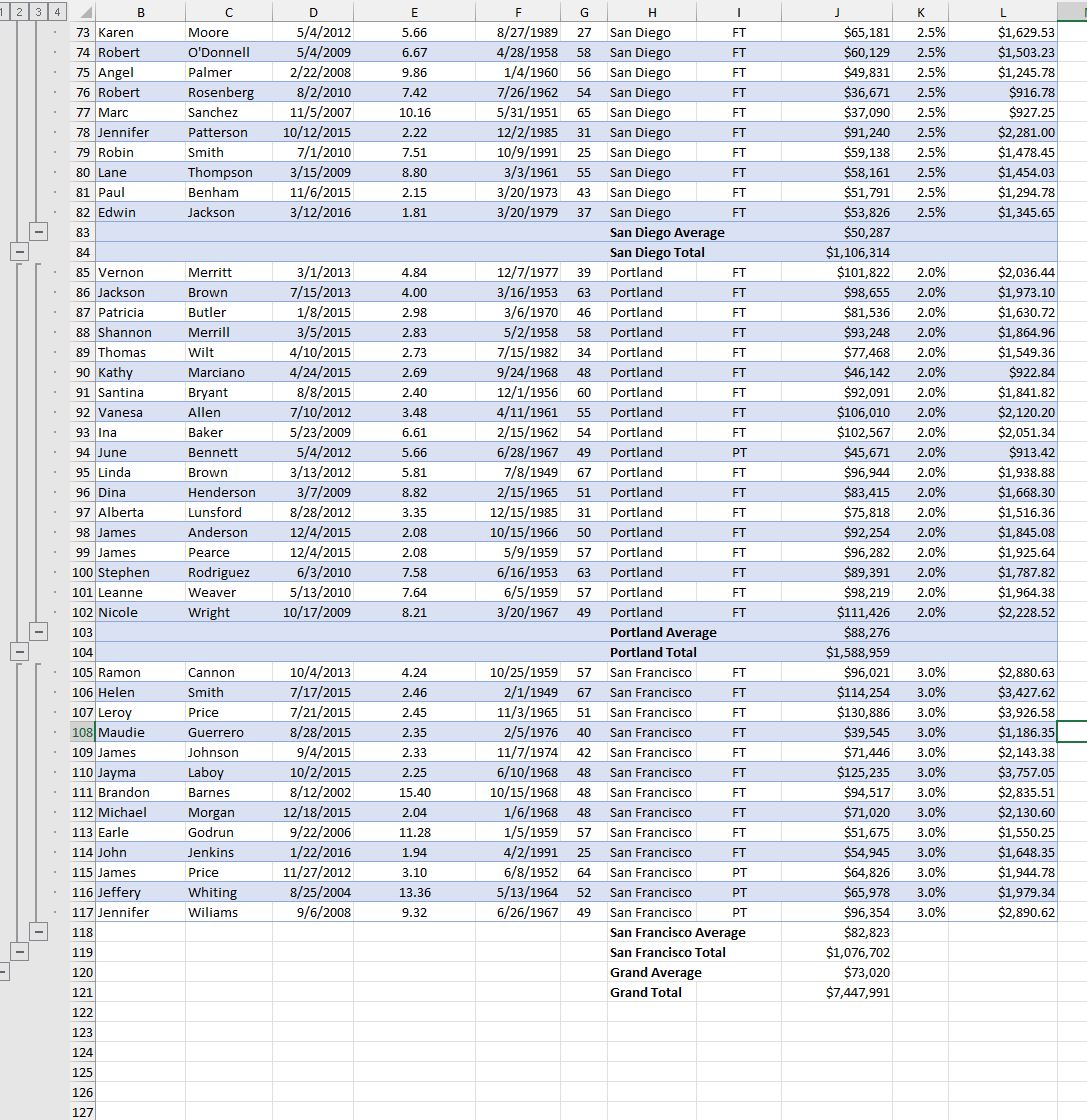 1 2 3 4 B C D E F G H I J K L
73 Karen Moore 5/4/2012 5.66 8/27/1989 27 San Diego FT $65,181 2.5% $1,629.53
74 Robert O'Donnell 5/4/2009 6.67 4/28/1958 58 San Diego FT $60,129 2.5% $1,503.23
75 Angel Palmer 2/22/2008 9.86 1/4/1960 56 San Diego FT $49,831 2.5% $1,245.78
76 Robert Rosenberg 8/2/2010 7.42 7/26/1962 54 San Diego FT $36,671 2.5% $916.78
77 Marc Sanchez 11/5/2007 10.16 5/31/1951 65 San Diego FT $37,090 2.5% $927.25
78 Jennifer Patterson 10/12/2015 2.22 12/2/1985 31 San Diego FT $91,240 2.5% $2,281.00
79 Robin Smith 7/1/2010 7.51 10/9/1991 25 San Diego FT $59,138 2.5% $1,478.45
80 Lane Thompson 3/15/2009 8.80 3/3/1961 55 San Diego FT $58,161 2.5% $1,454.03
81 Paul Benham 11/6/2015 2.15 3/20/1973 43 San Diego FT $51,791 2.5% $1,294.78
82 Edwin Jackson 3/12/2016 1.81 3/20/1979 37 San Diego FT $53,826 2.5% $1,345.65
83 San Diego Average $50,287
84 San Diego Total $1,106,314
85 Vernon Merritt 3/1/2013 4.84 12/7/1977 39 Portland FT $101,822 2.0% $2,036.44
86 Jackson Brown 7/15/2013 4.00 3/16/1953 63 Portland FT $98,655 2.0% $1,973.10
87 Patricia Butler 1/8/2015 2.98 3/6/1970 46 Portland FT $81,536 2.0% $1,630.72
88 Shannon Merrill 3/5/2015 2.83 5/2/1958 58 Portland FT $93,248 2.0% $1,864.96
89 Thomas Wilt 4/10/2015 2.73 7/15/1982 34 Portland FT $77,468 2.0% $1,549.36
90 Kathy Marciano 4/24/2015 2.69 9/24/1968 48 Portland FT $46,142 2.0% $922.84
91 Santina Bryant 8/8/2015 2.40 12/1/1956 60 Portland FT $92,091 2.0% $1,841.82
92 Vanesa Allen 7/10/2012 3.48 4/11/1961 55 Portland FT $106,010 2.0% $2,120.20
93 Ina Baker 5/23/2009 6.61 2/15/1962 54 Portland FT $102,567 2.0% $2,051.34
94 June Bennett 5/4/2012 5.66 6/28/1967 49 Portland PT $45,671 2.0% $913.42
95 Linda Brown 3/13/2012 5.81 7/8/1949 67 Portland FT $96,944 2.0% $1,938.88
96 Dina Henderson 3/7/2009 8.82 2/15/1965 51 Portland FT $83,415 2.0% $1,668.30
97 Alberta Lunsford 8/28/2012 3.35 12/15/1985 31 Portland FT $75,818 2.0% $1,516.36
98 James Anderson 12/4/2015 2.08 10/15/1966 50 Portland FT $92,254 2.0% $1,845.08
99 James Pearce 12/4/2015 2.08 5/9/1959 57 Portland FT $96,282 2.0% $1,925.64
100 Stephen Rodriguez 6/3/2010 7.58 6/16/1953 63 Portland FT $89,391 2.0% $1,787.82
101 Leanne Weaver 5/13/2010 7.64 6/5/1959 57 Portland FT $98,219 2.0% $1,964.38
102 Nicole Wright 10/17/2009 8.21 3/20/1967 49 Portland FT $111,426 2.0% $2,228.52
103 Portland Average $88,276
104 Portland Total $1,588,959
105 Ramon Cannon 10/4/2013 4.24 10/25/1959 57 San Francisco FT $96,021 3.0% $2,880.63
106 Helen Smith 7/17/2015 2.46 2/1/1949 67 San Francisco FT $114,254 3.0% $3,427.62
107 Leroy Price 7/21/2015 2.45 11/3/1965 51 San Francisco FT $130,886 3.0% $3,926.58
108 Maudie Guerrero 8/28/2015 2.35 2/5/1976 40 San Francisco FT $39,545 3.0% $1,186.35
109 James Johnson 9/4/2015 2.33 11/7/1974 42 San Francisco FT $71,446 3.0% $2,143.38
110 Jayma Laboy 10/2/2015 2.25 6/10/1968 48 San Francisco FT $125,235 3.0% $3,757.05
111 Brandon Barnes 8/12/2002 15.40 10/15/1968 48 San Francisco FT $94,517 3.0% $2,835.51
112 Michael Morgan 12/18/2015 2.04 1/6/1968 48 San Francisco FT $71,020 3.0% $2,130.60
113 Earle Godrun 9/22/2006 11.28 1/5/1959 57 San Francisco FT $51,675 3.0% $1,550.25
114 John Jenkins 1/22/2016 1.94 4/2/1991 25 San Francisco FT $54,945 3.0% $1,648.35
115 James Price 11/27/2012 3.10 6/8/1952 64 San Francisco PT $64,826 3.0% $1,944.78
116 Jeffery Whiting 8/25/2004 13.36 5/13/1964 52 San Francisco PT $65,978 3.0% $1,979.34
117 Jennifer Wiliams 9/6/2008 9.32 6/26/1967 49 San Francisco PT $96,354 3.0% $2,890.62
118 San Francisco Average $82,823
119 San Francisco Total $1,076,702
120 Grand Average $73,020
121 Grand Total $7,447,991
122
123
124
125
126
127